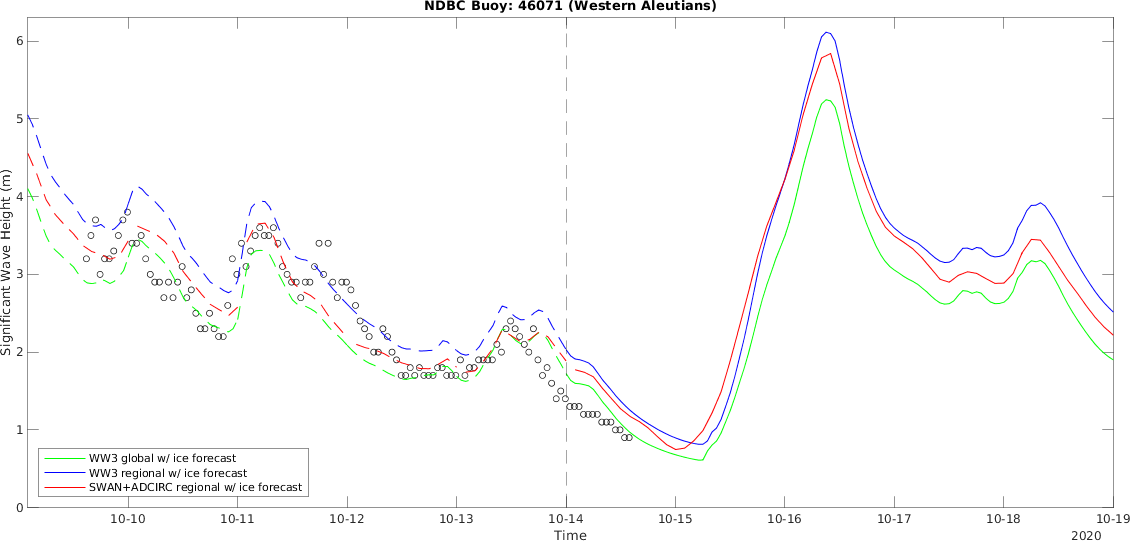 NDBC Buoy: 46071 (Western Aleutians)
Significant Wave Height (m)
6
5
4
3
2
1
0
WW3 global w/ ice forecast
WW3 regional w/ ice forecast
SWAN+ADCIRC regional w/ ice forecast
10-10 10-11 10-12 10-13 10-14 10-15 10-16 10-17 10-18 10-19
Time
2020